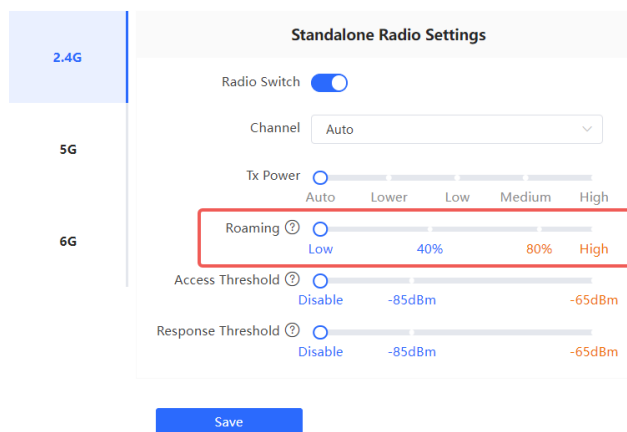 Standalone Radio Settings
2.4G
5G
6G
Radio Switch
Channel Auto
Tx Power
Auto Lower Low Medium High
Roaming ?
Low 40% 80% High
Access Threshold ?
Disable -85dBm -65dBm
Response Threshold ?
Disable -85dBm -65dBm
Save